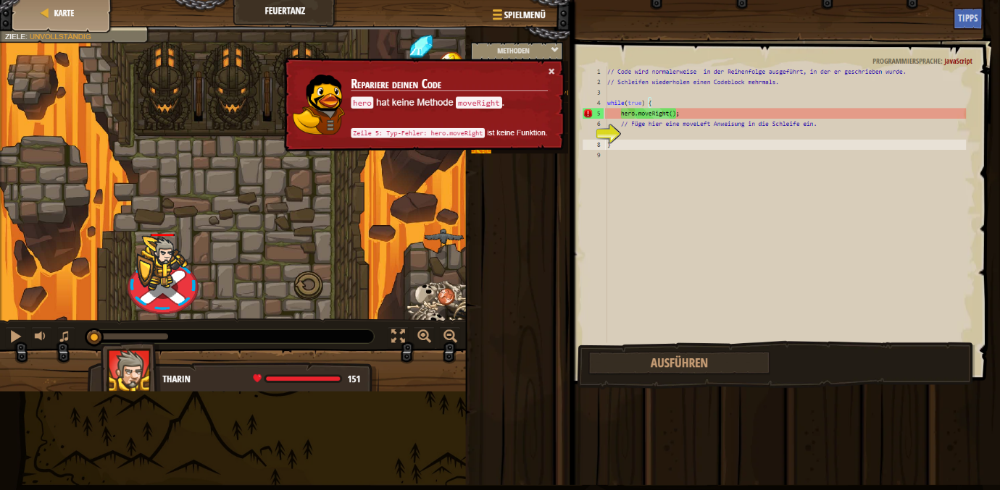 KARTE
FEUERTANZ
SPIELMENÜ
TIPPS
ZIELE: UNVOLLSTÄNDIG
METHODEN
×
REPARIERE DEINEN CODE
hero hat keine Methode moveRight.
Zeile 5: Typ-Fehler: hero.moveRight ist keine Funktion.
PROGRAMMIERSPRACHE: JavaScript
1 // Code wird normalerweise in der Reihenfolge ausgeführt, in der er geschrieben wurde.
2 // Schleifen wiederholen einen Codeblock mehrmals.
3
4 while(true) {
5 hero.moveRight();
6 // Füge hier eine moveLeft Anweisung in die Schleife ein.
8 }
9
AUSFÜHREN
THARIN
151